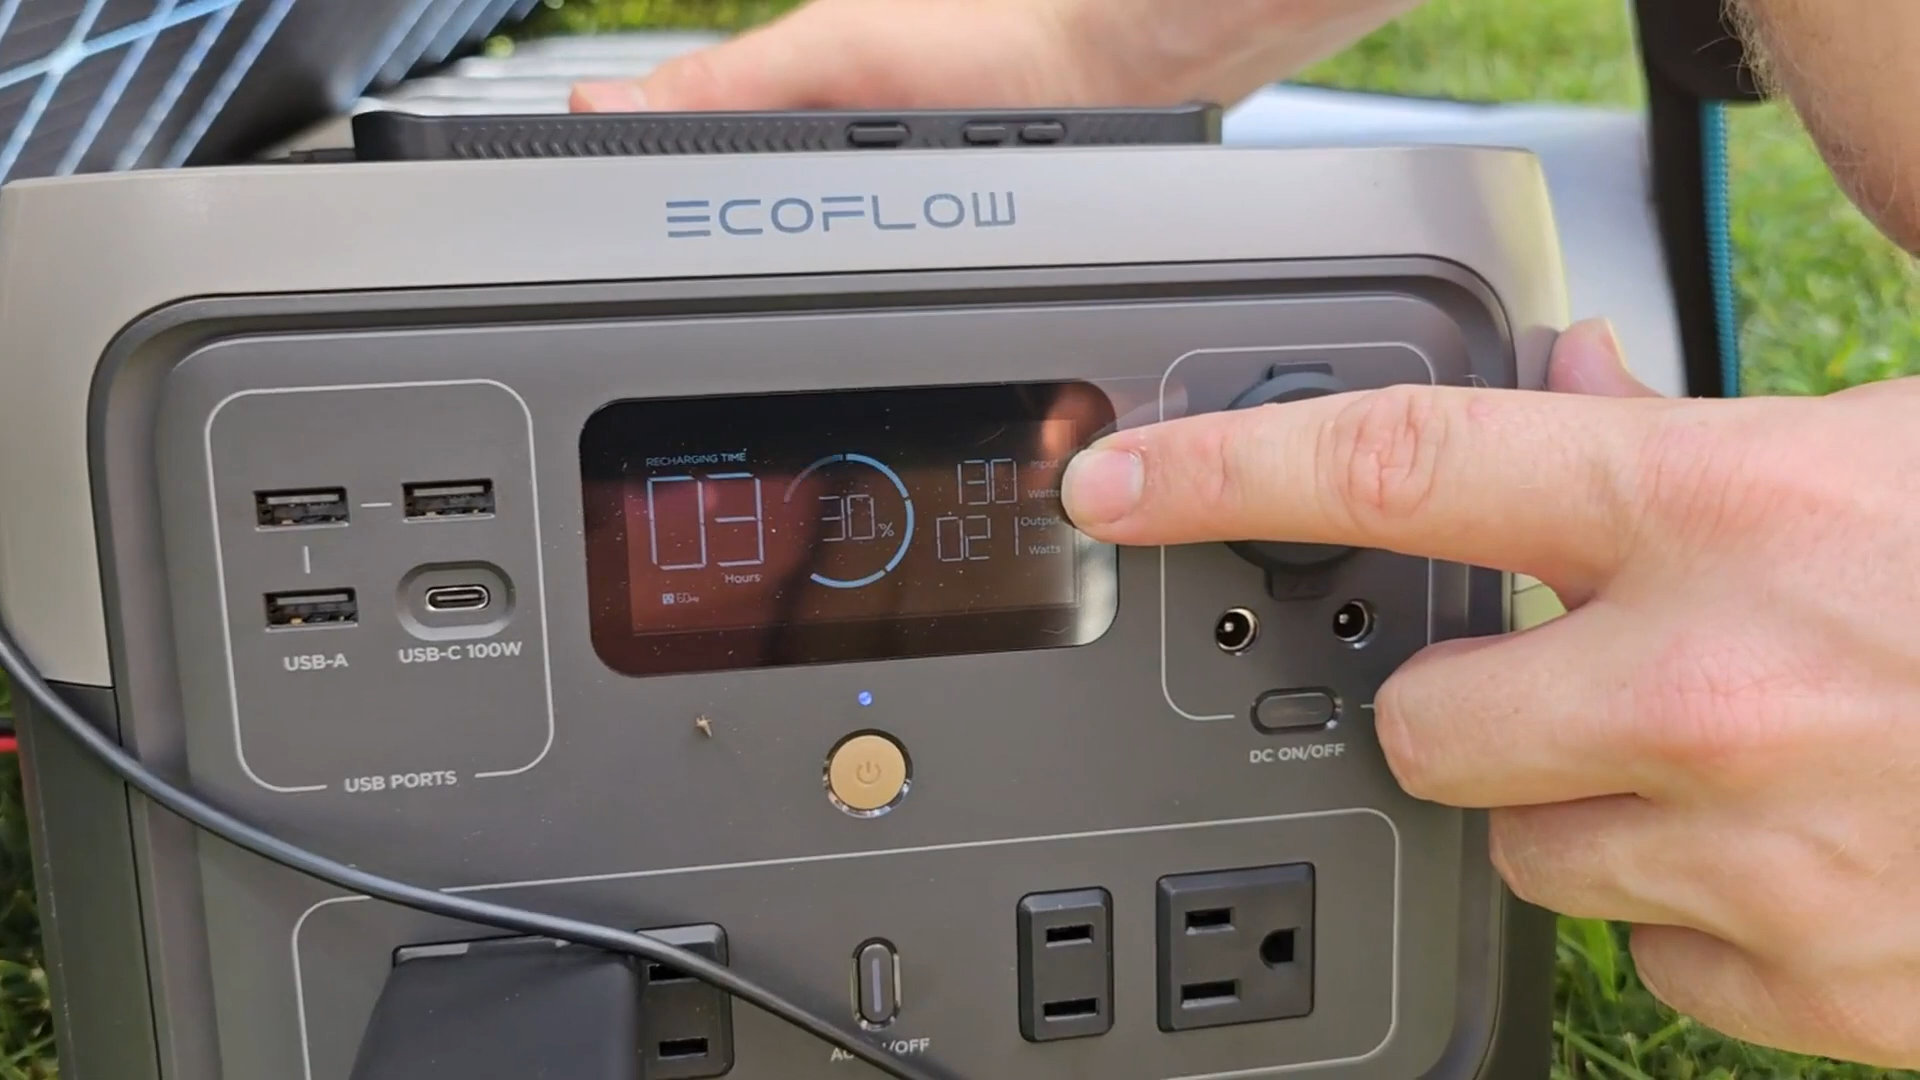 ECOFLOW
RECHARGING TIME
03
Hours
30%
130 Input
Watts
021 Output
Watts
USB-A
USB-C 100W
USB PORTS
DC ON/OFF